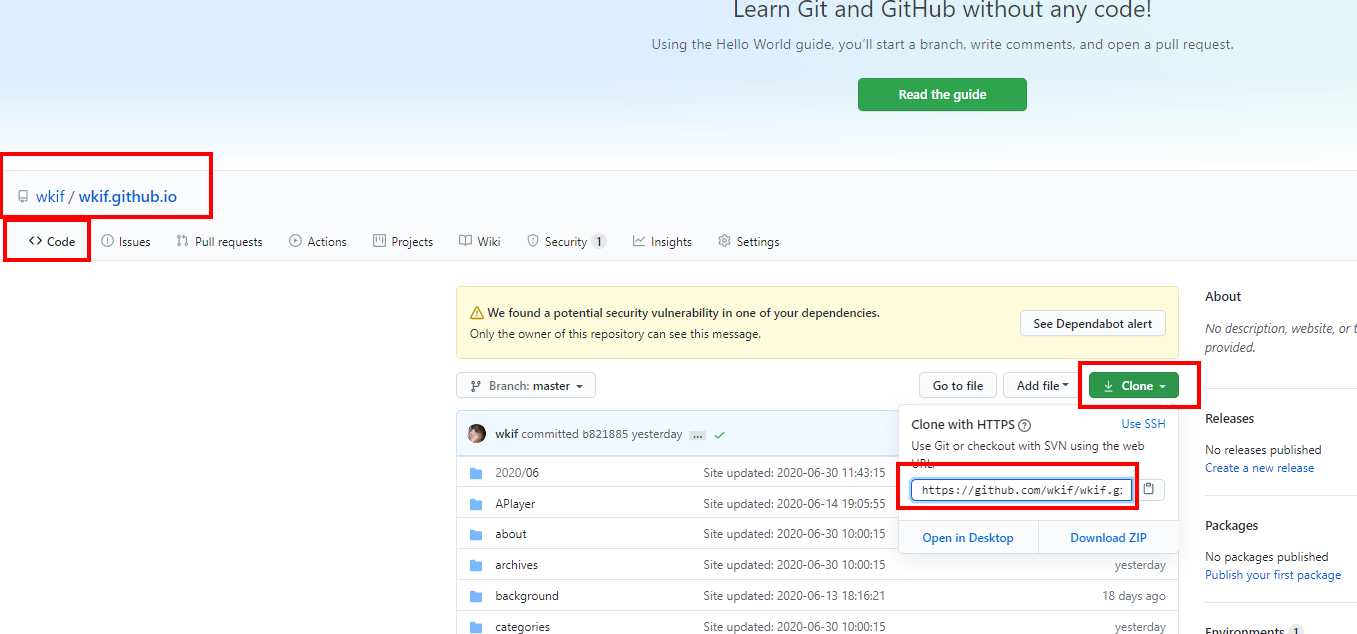 Learn Git and GitHub without any code!
Using the Hello World guide, you’ll start a branch, write comments, and open a pull request.
Read the guide
wkif / wkif.github.io
Code Issues Pull requests Actions Projects Wiki Security 1 Insights Settings
We found a potential security vulnerability in one of your dependencies.
Only the owner of this repository can see this message.
See Dependabot alert
Branch: master
Go to file
Add file
Clone
wkif committed b821885 yesterday ...
Clone with HTTPS Use SSH
Use Git or checkout with SVN using the web
URL.
https://github.com/wkif/wkif.g
Open in Desktop Download ZIP
2020/06 Site updated: 2020-06-30 11:43:15
APlayer Site updated: 2020-06-14 19:05:55
about Site updated: 2020-06-30 10:00:15
archives Site updated: 2020-06-30 10:00:15 yesterday
background Site updated: 2020-06-13 18:16:21 18 days ago
categories Site updated: 2020-06-30 10:00:15 yesterday
About
No description, website, or t
provided.
Releases
No releases published
Create a new release
Packages
No packages published
Publish your first package
Environments 1